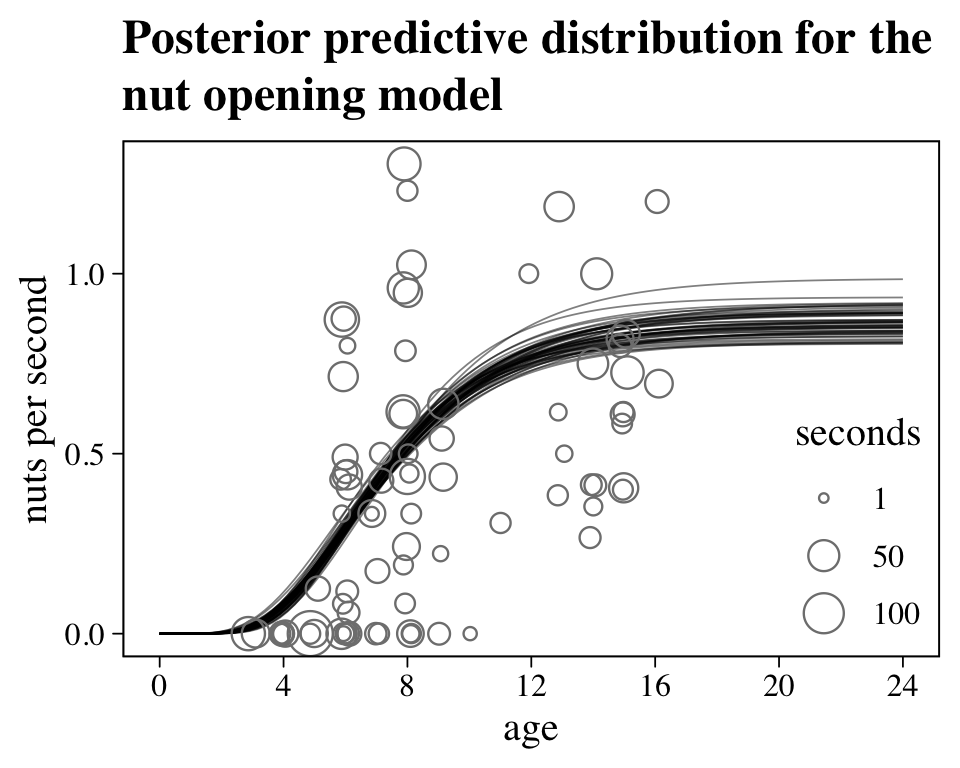 Posterior predictive distribution for the
nut opening model
nuts per second
1.0
0.5
0.0
seconds
1
50
100
0 4 8 12 16 20 24
age